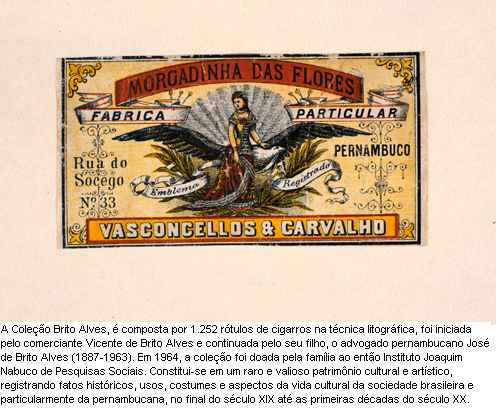 MORGADINHA DAS FLORES
FABRICA PARTICULAR
PERNAMBUCO
Rua do
Socego
Nº 33
Emblema Registrado
VASCONCELLOS & CARVALHO
A Coleção Brito Alves, é composta por 1.252 rótulos de cigarros na técnica litográfica, foi iniciada
pelo comerciante Vicente de Brito Alves e continuada pelo seu filho, o advogado pernambucano José
de Brito Alves (1887-1963). Em 1964, a coleção foi doada pela família ao então Instituto Joaquim
Nabuco de Pesquisas Sociais. Constitui-se em um raro e valioso patrimônio cultural e artístico,
registrando fatos históricos, usos, costumes e aspectos da vida cultural da sociedade brasileira e
particularmente da pernambucana, no final do século XIX até as primeiras décadas do século XX.